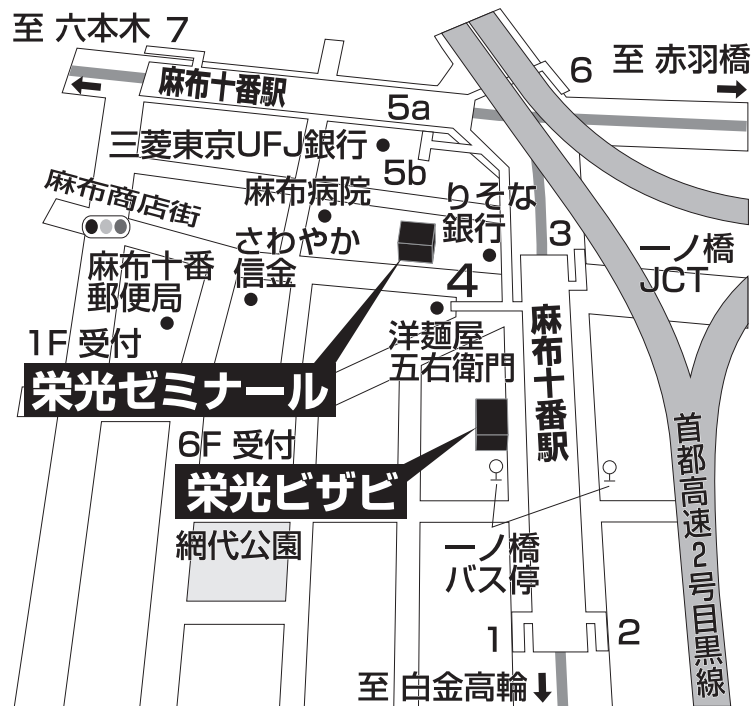 至 六本木 7
6 至 赤羽橋
麻布十番駅
5a
三菱東京UFJ銀行
5b
麻布商店街
麻布病院
りそな
銀行
3
さわやか
信金
一ノ橋
JCT
麻布十番
郵便局
4
麻布十番駅
洋麺屋
五右衛門
1F 受付
栄光ゼミナール
6F 受付
栄光ビザビ
首都高速2号目黒線
網代公園
一ノ橋
バス停
1
2
至 白金高輪